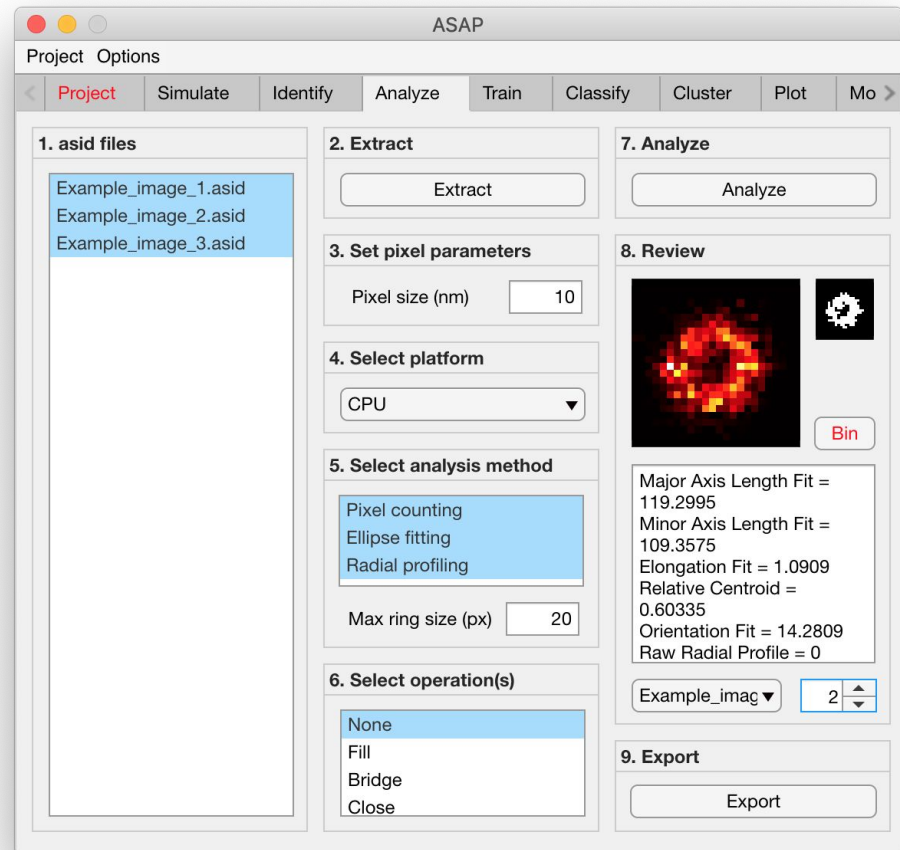 ASAP
Project Options
Project Simulate Identify Analyze Train Classify Cluster Plot Mo
1. asid files
Example_image_1.asid
Example_image_2.asid
Example_image_3.asid
2. Extract
Extract
3. Set pixel parameters
Pixel size (nm) 10
4. Select platform
CPU
5. Select analysis method
Pixel counting
Ellipse fitting
Radial profiling
Max ring size (px) 20
6. Select operation(s)
None
Fill
Bridge
Close
7. Analyze
Analyze
8. Review
Bin
Major Axis Length Fit =
119.2995
Minor Axis Length Fit =
109.3575
Elongation Fit = 1.0909
Relative Centroid =
0.60335
Orientation Fit = 14.2809
Raw Radial Profile = 0
Example_imag 2
9. Export
Export